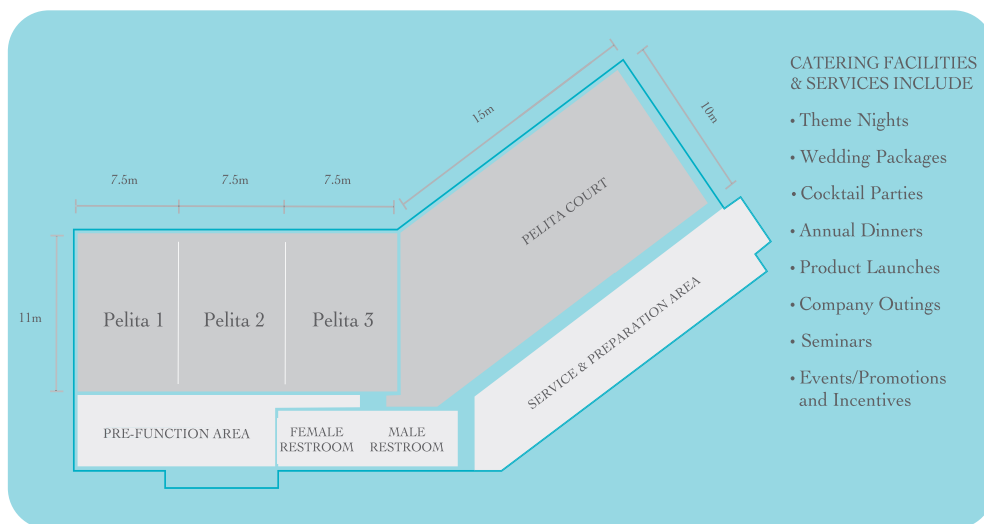 15m
10m
7.5m
7.5m
7.5m
11m
Pelita 1
Pelita 2
Pelita 3
PELITA COURT
SERVICE & PREPARATION AREA
PRE-FUNCTION AREA
FEMALE
RESTROOM
MALE
RESTROOM
CATERING FACILITIES
& SERVICES INCLUDE
• Theme Nights
• Wedding Packages
• Cocktail Parties
• Annual Dinners
• Product Launches
• Company Outings
• Seminars
• Events/Promotions
and Incentives